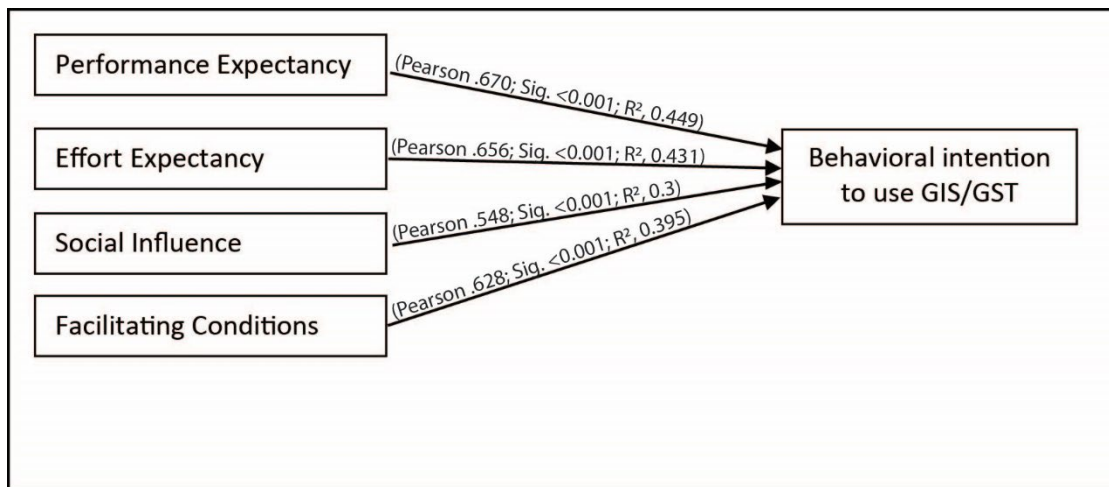 Performance Expectancy
(Pearson .670; Sig. <0.001; R², 0.449)
Effort Expectancy
(Pearson .656; Sig. <0.001; R², 0.431)
Social Influence
(Pearson .548; Sig. <0.001; R², 0.3)
Facilitating Conditions
(Pearson .628; Sig. <0.001; R², 0.395)
Behavioral intention
to use GIS/GST